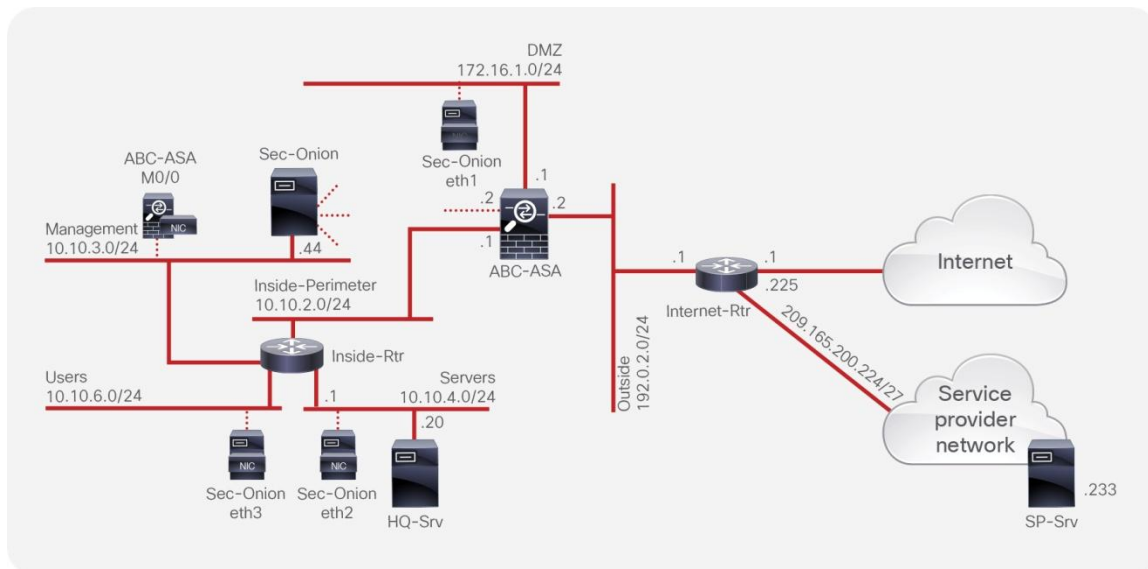 DMZ
172.16.1.0/24
ABC-ASA
M0/0
NIC
Sec-Onion
Sec-Onion
eth1
NIC
Management
10.10.3.0/24
.44
.1
.2
.2
.1
ABC-ASA
Inside-Perimeter
10.10.2.0/24
Inside-Rtr
Outside
192.0.2.0/24
.1
.1
.225
Internet-Rtr
Internet
209.165.200.224/27
Service
provider
network
.233
SP-Srv
Users
10.10.6.0/24
.1
Servers
10.10.4.0/24
.20
NIC
Sec-Onion
eth3
NIC
Sec-Onion
eth2
HQ-Srv